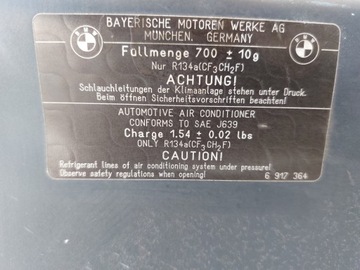 BAYERISCHE MOTOREN WERKE AG
MÜNCHEN, GERMANY
Füllmenge 700 ± 10g
Nur R134a(CF3CH2F)
ACHTUNG!
Schlauchleitungen der Klimaanlage stehen unter Druck.
Beim öffnen Sicherheitsvorschriften beachten!
AUTOMOTIVE AIR CONDITIONER
CONFORMS TO SAE J639
Charge 1.54 ± 0.02 lbs
ONLY R134a(CF3CH2F)
CAUTION!
Refrigerant lines of air conditioning system under pressure!
Observe safety regulations when opening!
6 917 364
BMW
BMW